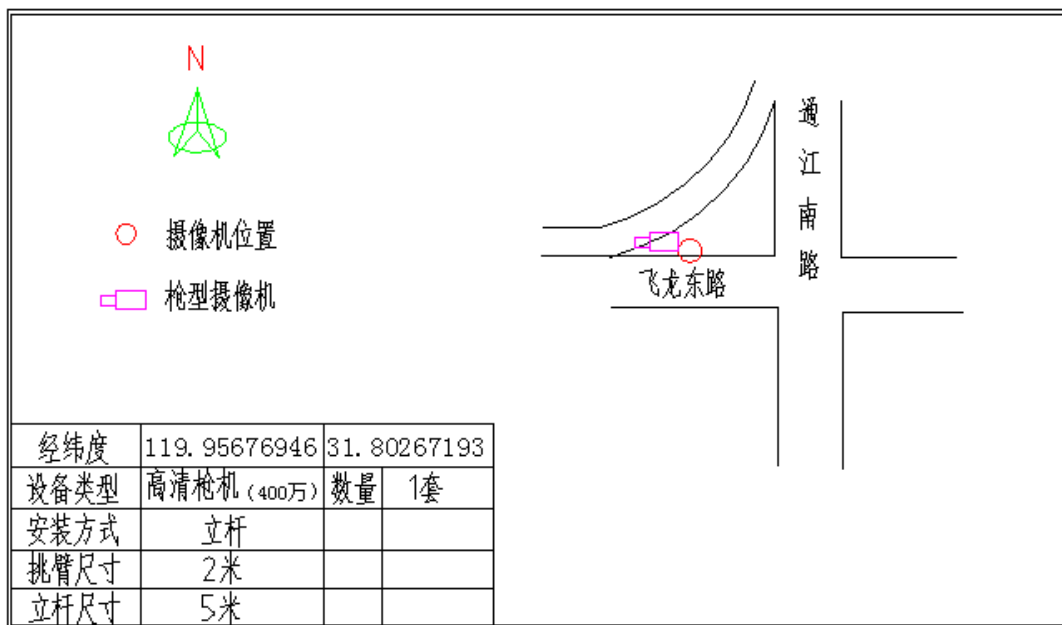 N
摄像机位置
枪型摄像机
通江南路
飞龙东路
经纬度 119.95676946 31.80267193
设备类型 高清枪机(400万) 数量 1套
安装方式 立杆
挑臂尺寸 2米
立杆尺寸 5米